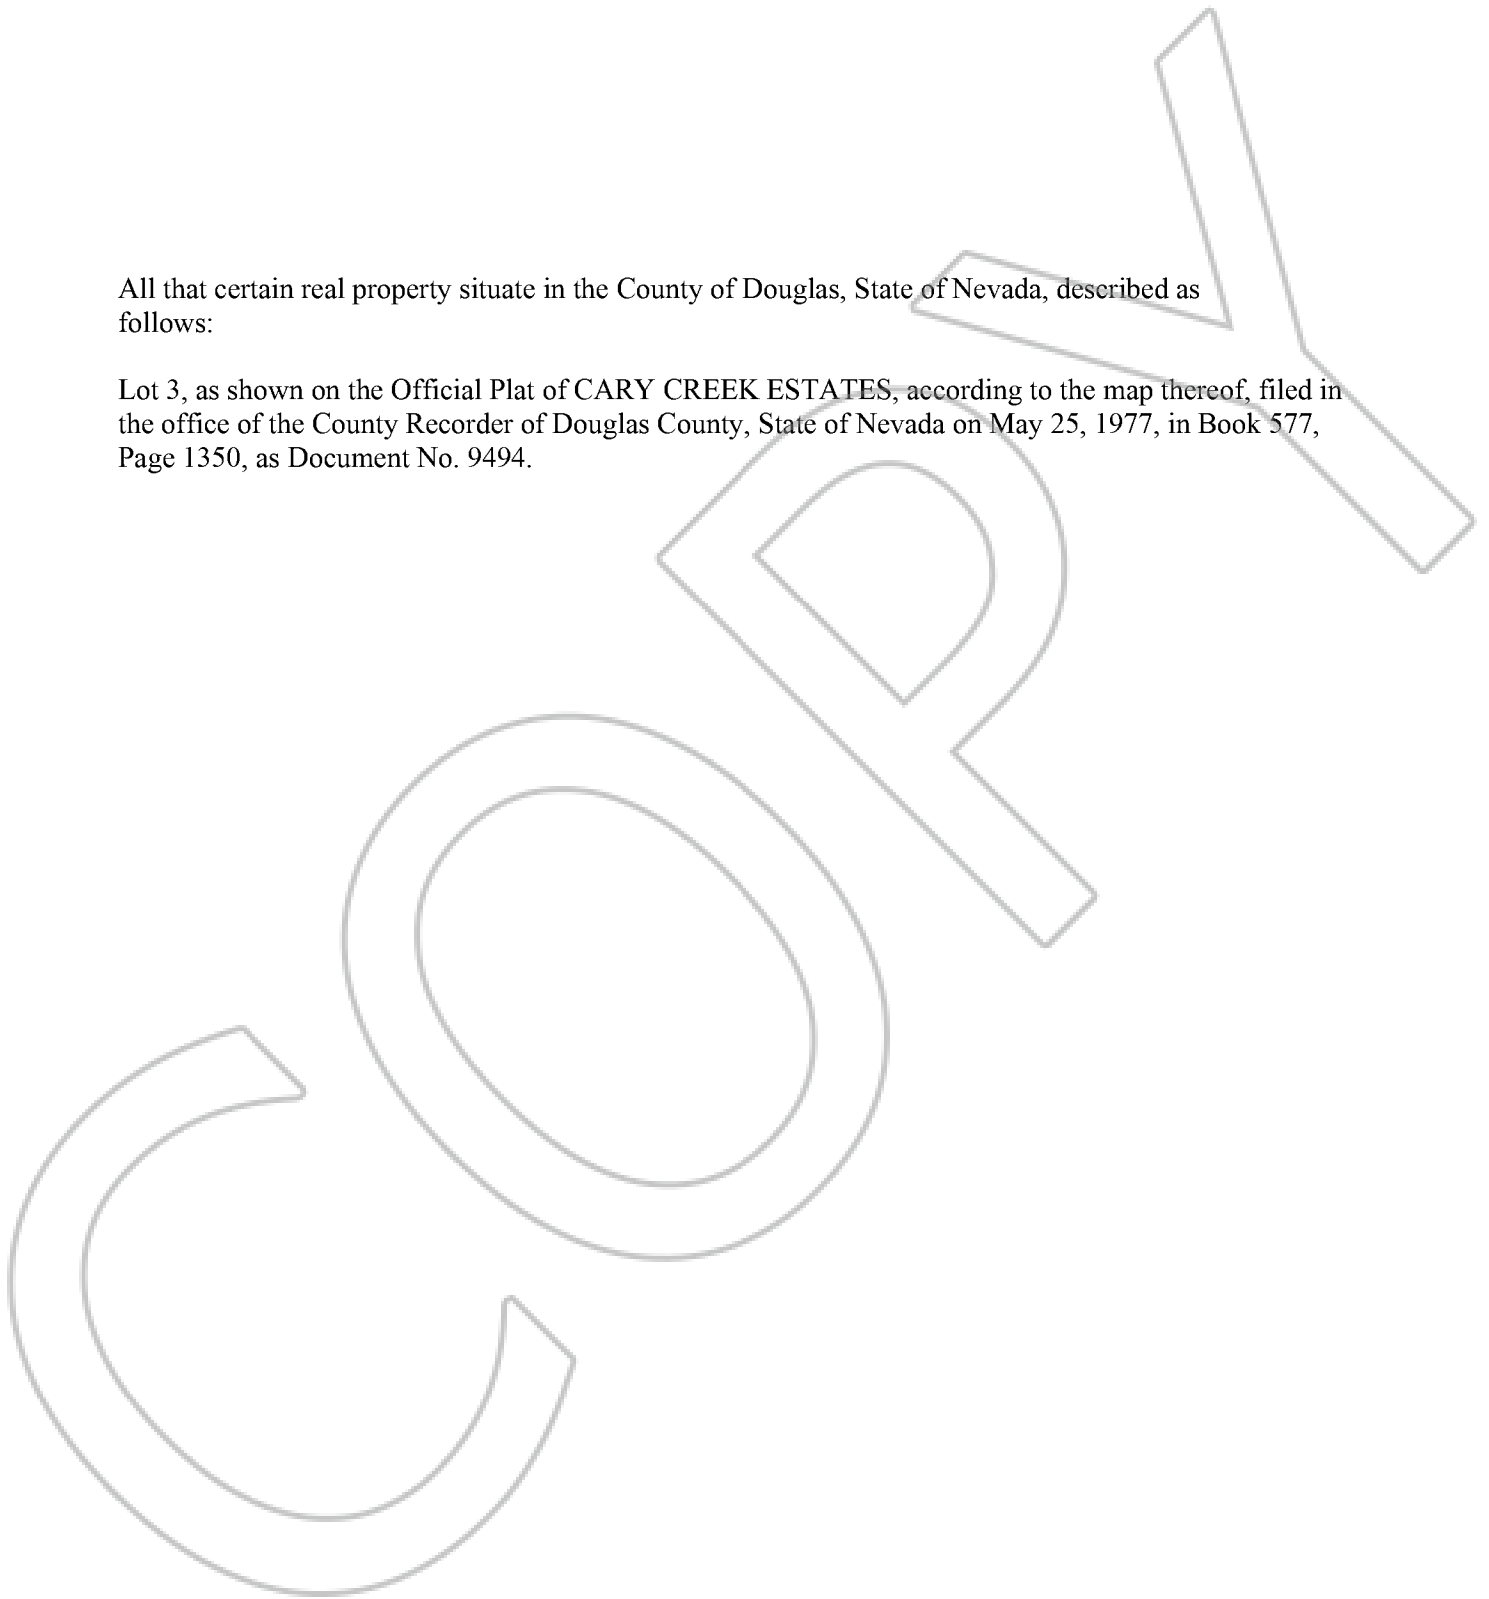 All that certain real property situate in the County of Douglas, State of Nevada, described as
follows:
Lot 3, as shown on the Official Plat of CARY CREEK ESTATES, according to the map thereof, filed in
the office of the County Recorder of Douglas County, State of Nevada on May 25, 1977, in Book 577,
Page 1350, as Document No. 9494.
COPY